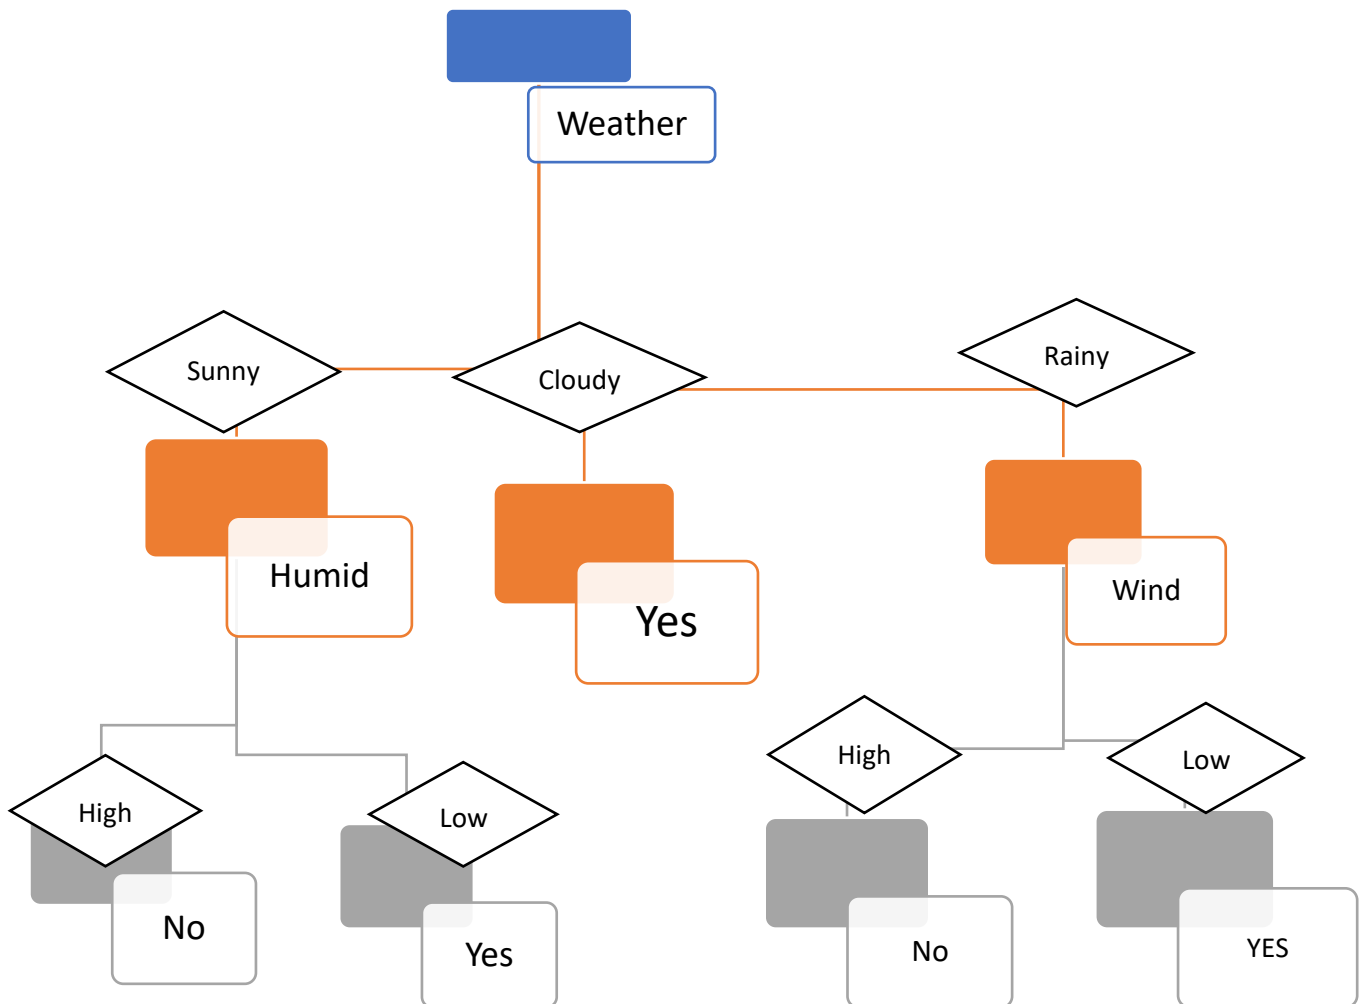 Weather
Sunny
Cloudy
Rainy
Humid
Yes
Wind
High
Low
High
Low
No
Yes
No
YES